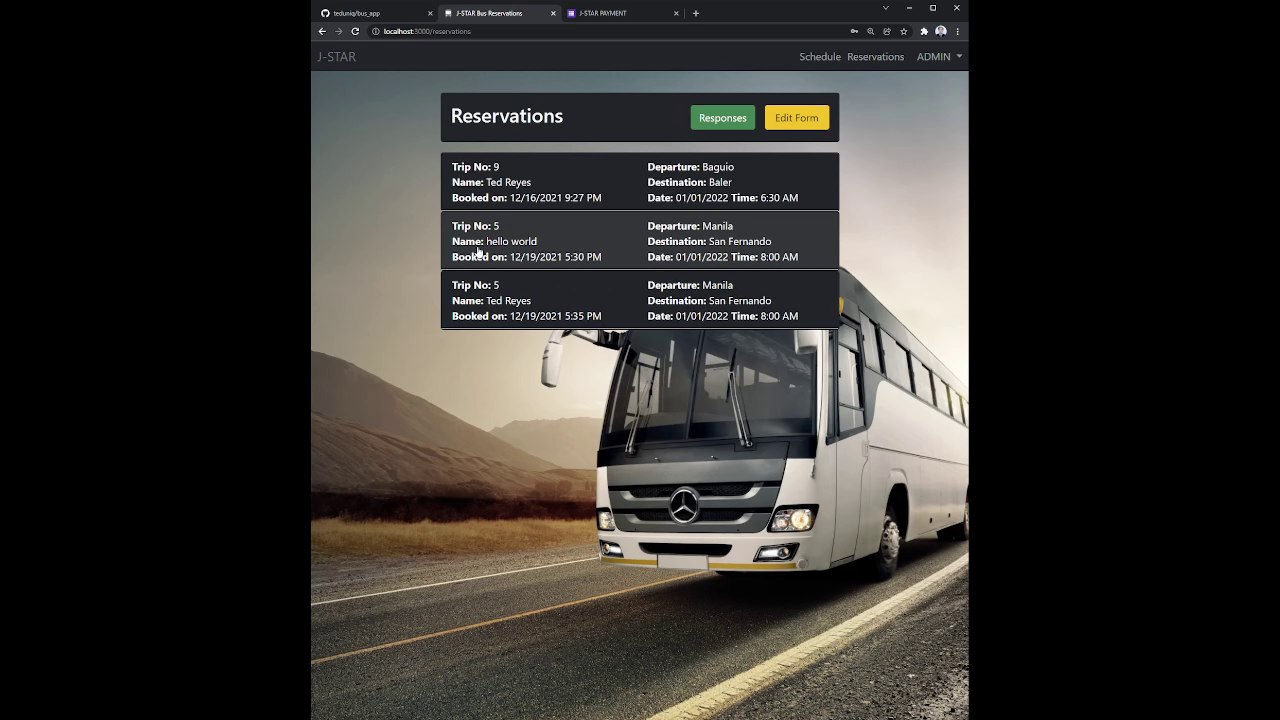 teduniq/bus_app
J-STAR Bus Reservations
J-STAR PAYMENT
localhost:3000/reservations
J-STAR
Schedule Reservations ADMIN
Reservations
Responses
Edit Form
Trip No: 9
Departure: Baguio
Name: Ted Reyes
Destination: Baler
Booked on: 12/16/2021 9:27 PM
Date: 01/01/2022 Time: 6:30 AM
Trip No: 5
Departure: Manila
Name: hello world
Destination: San Fernando
Booked on: 12/19/2021 5:30 PM
Date: 01/01/2022 Time: 8:00 AM
Trip No: 5
Departure: Manila
Name: Ted Reyes
Destination: San Fernando
Booked on: 12/19/2021 5:35 PM
Date: 01/01/2022 Time: 8:00 AM